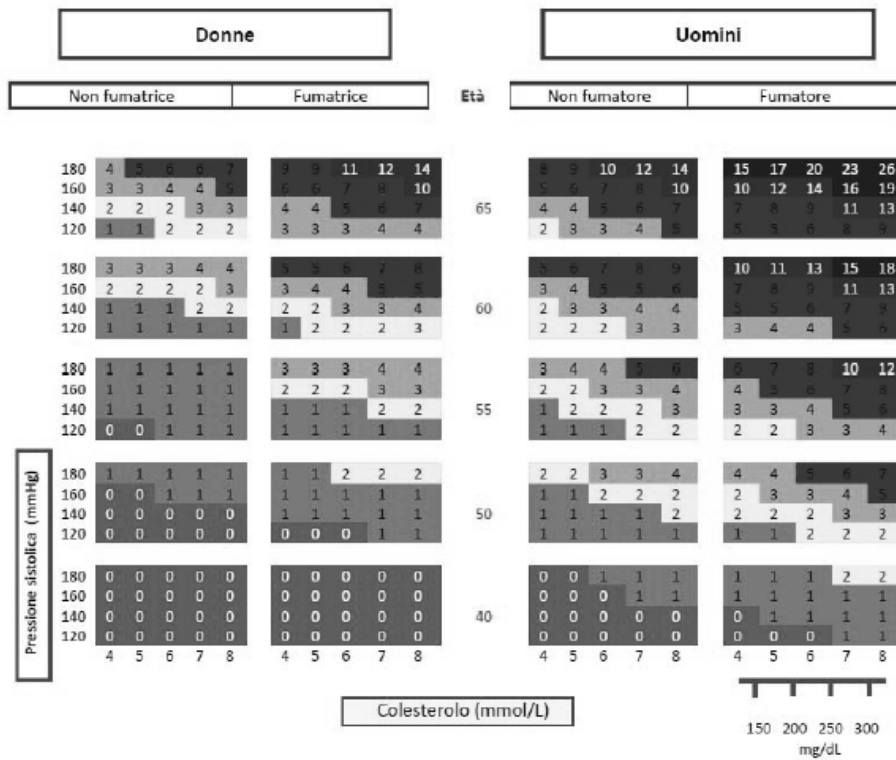 Donne Uomini
Non fumatrice Fumatrice Età Non fumatore Fumatore
180 4 5 6 6 7 9 9 11 12 14 8 9 10 12 14 15 17 20 23 26
160 3 3 4 4 5 6 6 7 8 10 5 6 7 8 10 10 12 14 16 19
140 2 2 2 3 3 4 4 5 6 7 4 4 5 6 7 7 8 9 11 13
65
120 1 1 2 2 2 3 3 3 4 4 2 3 3 4 5 5 5 6 8 9
180 3 3 3 4 4 5 5 6 7 8 5 6 7 8 9 10 11 13 15 18
160 2 2 2 2 3 3 4 4 5 5 3 4 5 5 6 7 8 9 11 13
60
140 1 1 1 2 2 2 2 3 3 4 2 3 3 4 4 5 5 6 7 9
120 1 1 1 1 1 1 2 2 2 3 2 2 2 3 3 3 4 4 5 6
180 1 1 1 1 1 3 3 3 4 4 3 4 4 5 6 6 7 8 10 12
160 1 1 1 1 1 2 2 2 3 3 2 2 3 3 4 4 5 6 7 8
140 1 1 1 1 1 1 1 1 2 2 1 2 2 2 3 3 3 4 5 6
55
120 0 0 1 1 1 1 1 1 1 1 1 1 1 2 2 2 2 3 3 4
180 1 1 1 1 1 1 1 2 2 2 2 2 3 3 4 4 4 5 6 7
160 0 0 1 1 1 1 1 1 1 1 1 1 2 2 2 2 3 3 4 5
140 0 0 0 0 0 1 1 1 1 1 1 1 1 1 2 2 2 2 3 3
50
120 0 0 0 0 0 0 0 0 1 1 1 1 1 1 1 1 1 2 2 2
180 0 0 0 0 0 0 0 0 0 0 0 0 1 1 1 1 1 1 2 2
160 0 0 0 0 0 0 0 0 0 0 0 0 0 1 1 1 1 1 1 1
140 0 0 0 0 0 0 0 0 0 0 0 0 0 0 0 0 1 1 1 1
40
120 0 0 0 0 0 0 0 0 0 0 0 0 0 0 0 0 0 0 1 1
4 5 6 7 8 4 5 6 7 8 4 5 6 7 8 4 5 6 7 8
Pressione sistolica (mmHg)
Colesterolo (mmol/L)
150 200 250 300
mg/dL